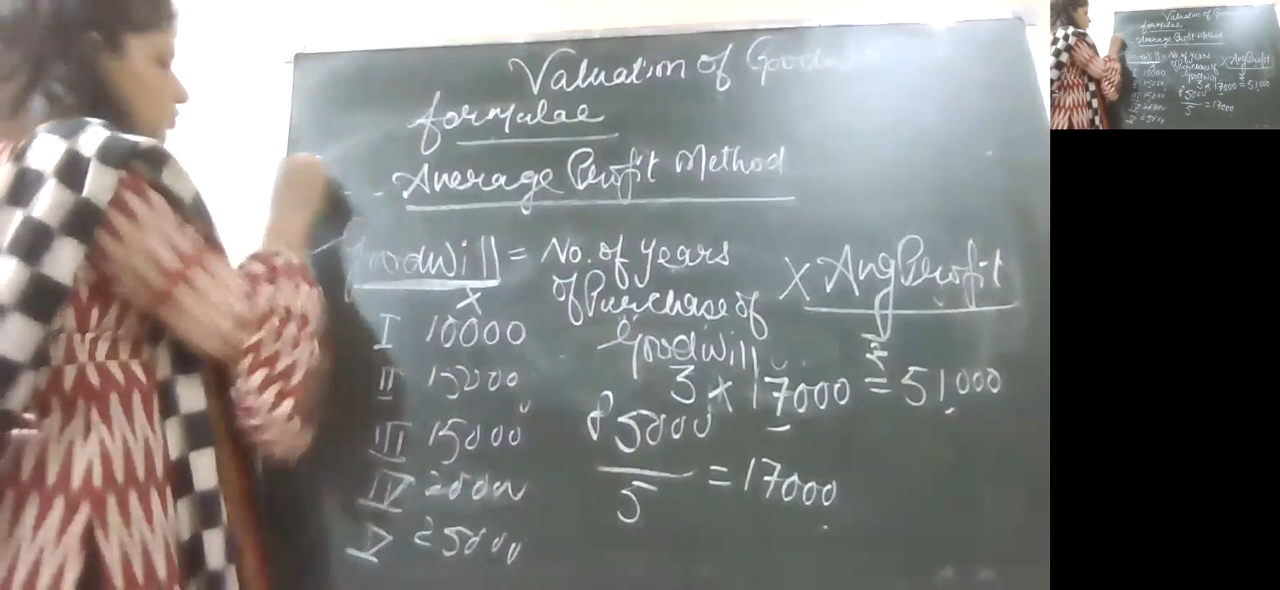 Valuation of Good
formulae
Average Profit Method
Goodwill = No. of years of Purchase of Goodwill X Avg Profit
I 10000
II 15000
III 15000
IV 20000
V 25000
3 x 17000 = 51,000
85000
5
= 17000